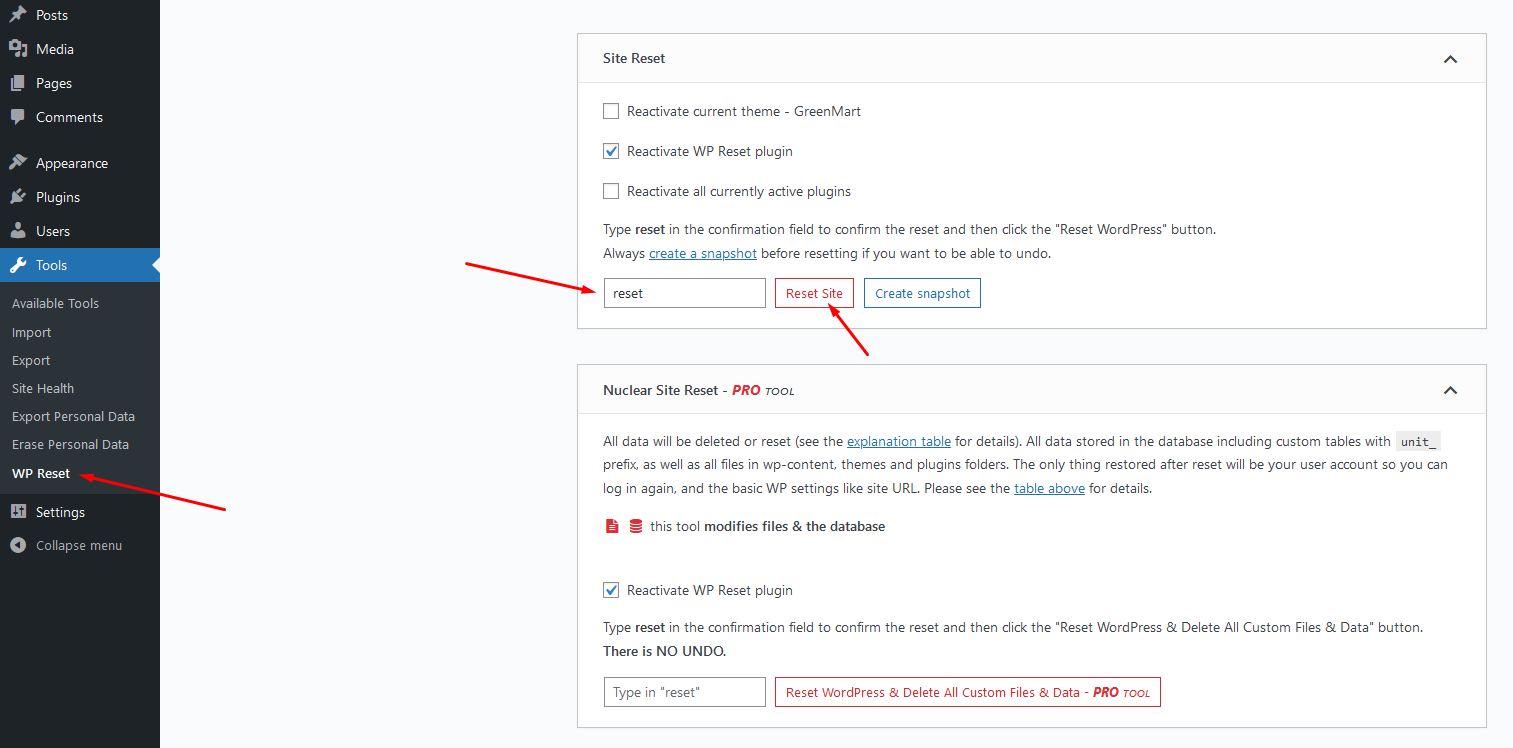 Posts
Media
Pages
Comments
Appearance
Plugins
Users
Tools
Available Tools
Import
Export
Site Health
Export Personal Data
Erase Personal Data
WP Reset
Settings
Collapse menu
Site Reset
Reactivate current theme - GreenMart
Reactivate WP Reset plugin
Reactivate all currently active plugins
Type reset in the confirmation field to confirm the reset and then click the "Reset WordPress" button.
Always create a snapshot before resetting if you want to be able to undo.
reset Reset Site Create snapshot
Nuclear Site Reset - PRO TOOL
All data will be deleted or reset (see the explanation table for details). All data stored in the database including custom tables with unit_
prefix, as well as all files in wp-content, themes and plugins folders. The only thing restored after reset will be your user account so you can
log in again, and the basic WP settings like site URL. Please see the table above for details.
this tool modifies files & the database
Reactivate WP Reset plugin
Type reset in the confirmation field to confirm the reset and then click the "Reset WordPress & Delete All Custom Files & Data" button.
There is NO UNDO.
Type in "reset" Reset WordPress & Delete All Custom Files & Data - PRO TOOL